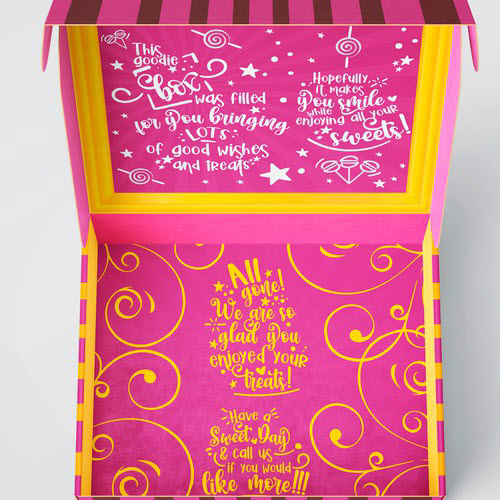 This
goodie
box
was filled
for you bringing
LOTS
of good wishes
and treats
Hopefully,
it makes
You smile
while
enjoying all your
sweets!
All
gone!
We are so
glad you
enjoyed your
treats!
Have a
Sweet Day
& call us
if you would
like more!!!